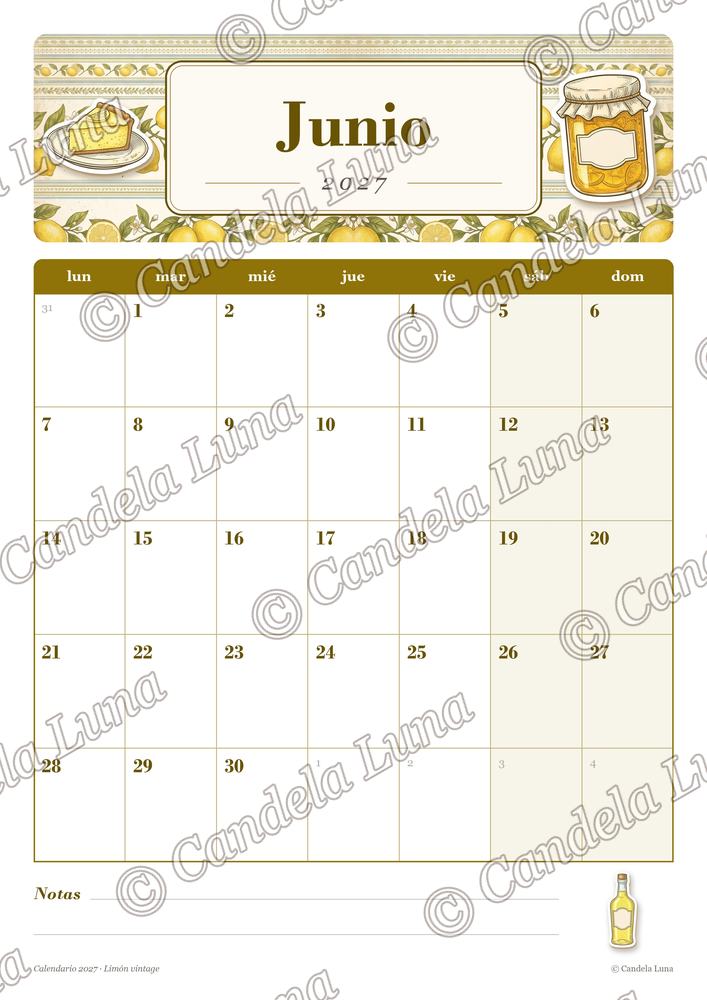 Junio
2027
lun mar mié jue vie sáb dom
31 1 2 3 4 5 6
7 8 9 10 11 12 13
14 15 16 17 18 19 20
21 22 23 24 25 26 27
28 29 30 1 2 3 4
Notas
Calendario 2027 · Limón vintage © Candela Luna
© Candela Luna